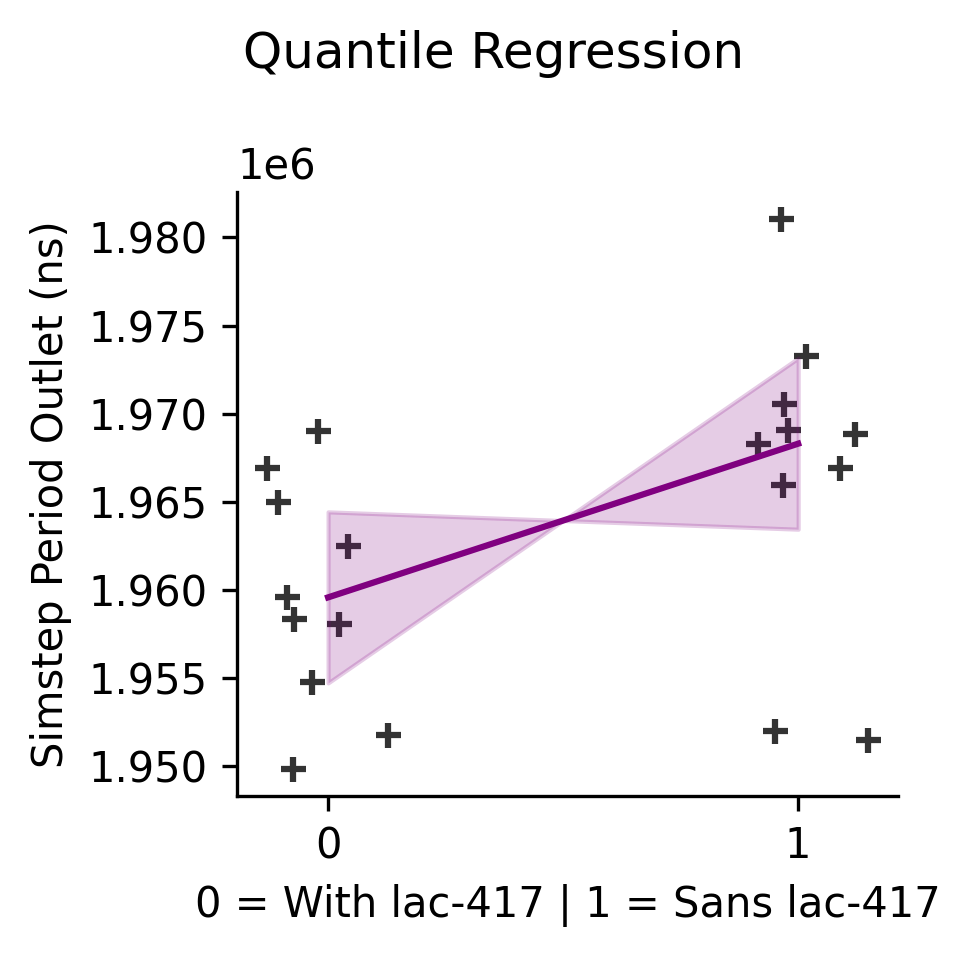 Quantile Regression
1e6
Simstep Period Outlet (ns)
1.980
1.975
1.970
1.965
1.960
1.955
1.950
0 1
0 = With lac-417 | 1 = Sans lac-417